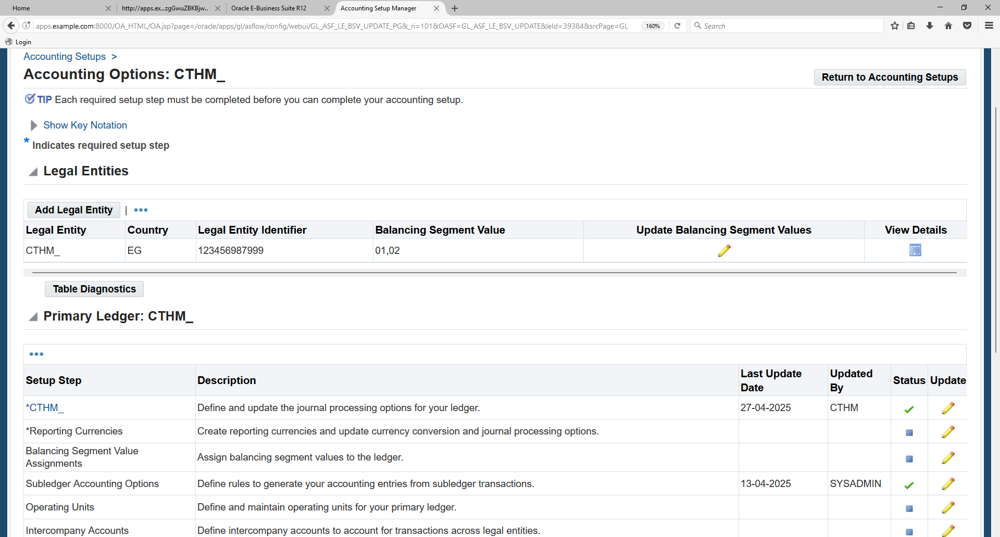 Home
http://apps.ex...zgGwuZBKBjw..
Oracle E-Business Suite R12
Accounting Setup Manager
apps.example.com:8000/OA_HTML/OA.jsp?page=/oracle/apps/gl/asflow/config/webui/GL_ASF_LE_BSV_UPDATE_PG&_ri=101&OASF=GL_ASF_LE_BSV_UPDATE&leId=39384&srcPage=GL
160%
Search
Login
Accounting Setups >
Accounting Options: CTHM_
Return to Accounting Setups
TIP Each required setup step must be completed before you can complete your accounting setup.
Show Key Notation
* Indicates required setup step
Legal Entities
Add Legal Entity | •••
Legal Entity Country Legal Entity Identifier Balancing Segment Value Update Balancing Segment Values View Details
CTHM_ EG 123456987999 01,02
Table Diagnostics
Primary Ledger: CTHM_
•••
Setup Step Description Last Update Date Updated By Status Update
*CTHM_ Define and update the journal processing options for your ledger. 27-04-2025 CTHM
*Reporting Currencies Create reporting currencies and update currency conversion and journal processing options.
Balancing Segment Value Assignments Assign balancing segment values to the ledger.
Subledger Accounting Options Define rules to generate your accounting entries from subledger transactions. 13-04-2025 SYSADMIN
Operating Units Define and maintain operating units for your primary ledger.
Intercompany Accounts Define intercompany accounts to account for transactions across legal entities.